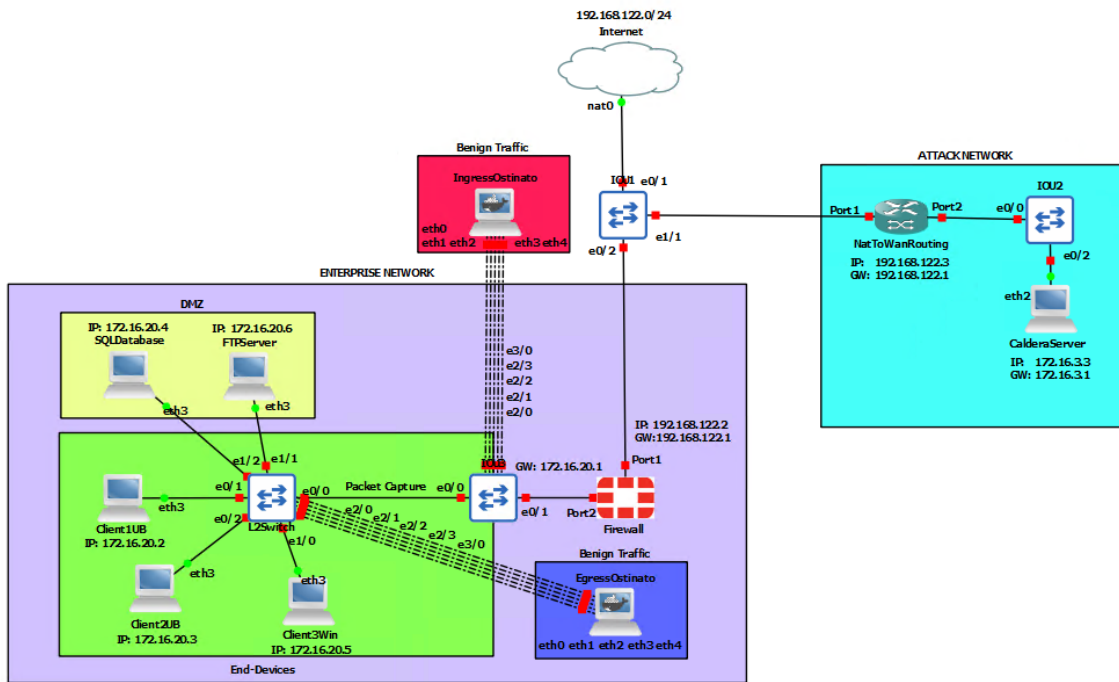 192.168.122.0/24
Internet
nat0
Benign Traffic
IngressOstinato
eth0
eth1 eth2
eth3 eth4
IOU1
e0/1
e1/1
e0/2
ATTACK NETWORK
Port1
Port2
NatToWanRouting
IP: 192.168.122.3
GW: 192.168.122.1
IOU2
e0/0
e0/2
eth2
CalderaServer
IP: 172.16.3.3
GW: 172.16.3.1
ENTERPRISE NETWORK
DMZ
IP: 172.16.20.4
SQLDatabase
IP: 172.16.20.6
FTPServer
eth3
eth3
e3/0
e2/3
e2/2
e2/1
e2/0
IP: 192.168.122.2
GW:192.168.122.1
Port1
IOU3
GW: 172.16.20.1
e1/2
e1/1
e0/1
e0/0
Packet Capture
e0/0
e0/1
Port2
Firewall
eth3
Client1UB
IP: 172.16.20.2
e0/2
L2Switch
e1/0
e2/0
e2/1
e2/2
e2/3
e3/0
eth3
Client2UB
IP: 172.16.20.3
eth3
Client3Win
IP: 172.16.20.5
Benign Traffic
EgressOstinato
eth0 eth1 eth2 eth3 eth4
End-Devices